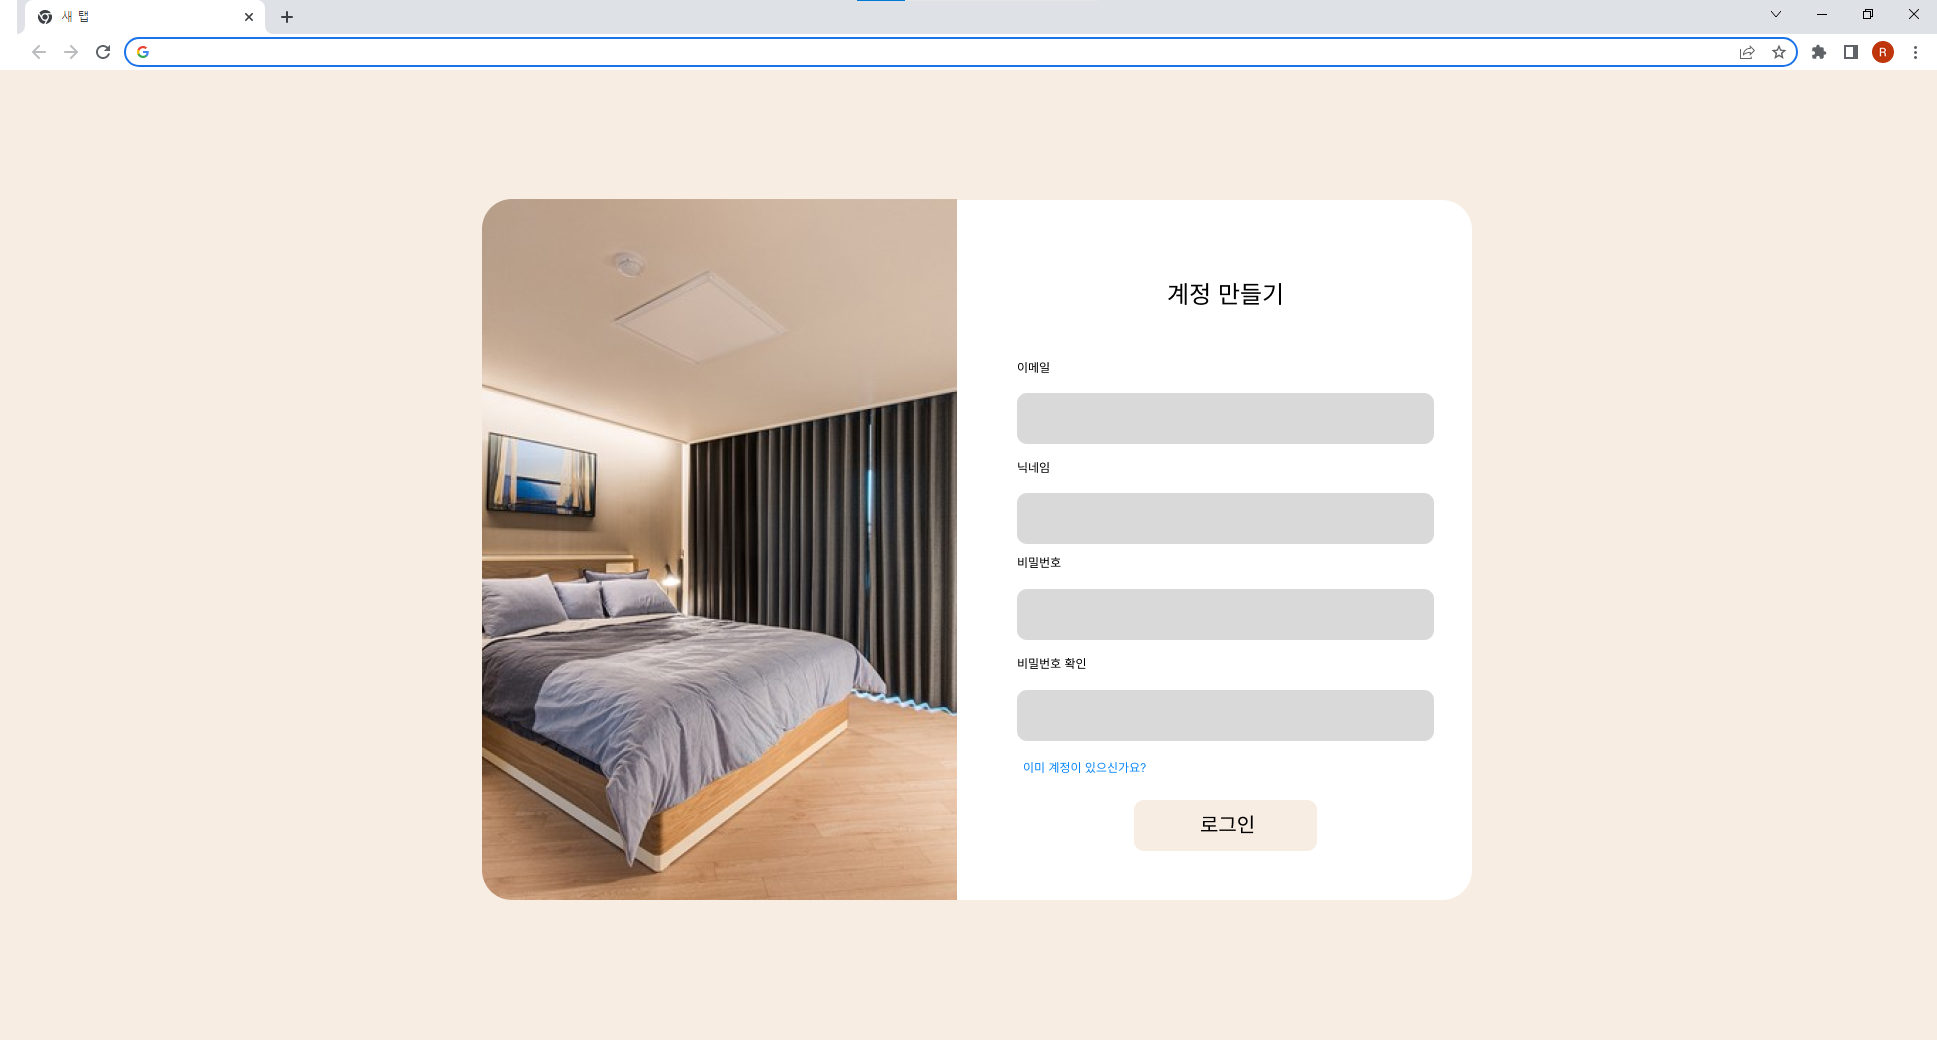 새 탭
R
계정 만들기
이메일
닉네임
비밀번호
비밀번호 확인
이미 계정이 있으신가요?
로그인